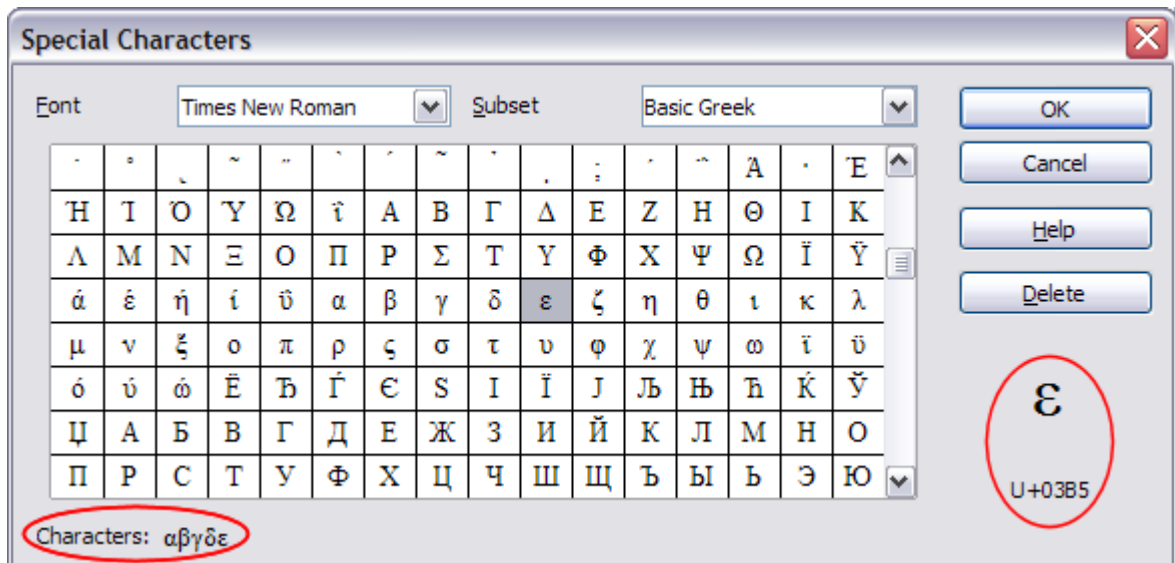 Special Characters
Font Times New Roman Subset Basic Greek OK
Cancel
Help
Delete
΄ Ά · Έ
Ή Ί Ό Ύ Ώ ΐ Α Β Γ Δ Ε Ζ Η Θ Ι Κ
Λ Μ Ν Ξ Ο Π Ρ Σ Τ Υ Φ Χ Ψ Ω Ϊ Ϋ
ά έ ή ί ΰ α β γ δ ε ζ η θ ι κ λ
μ ν ξ ο π ρ ς σ τ υ φ χ ψ ω ϊ ϋ
ό ύ ώ Ё Ђ Ѓ Є Ѕ І Ї Ј Љ Њ Ћ Ќ Ў
Џ А Б В Г Д Е Ж З И Й К Л М Н О
П Р С Т У Ф Х Ц Ч Ш Щ Ъ Ы Ь Э Ю
ε
U+03B5
Characters: αβγδε